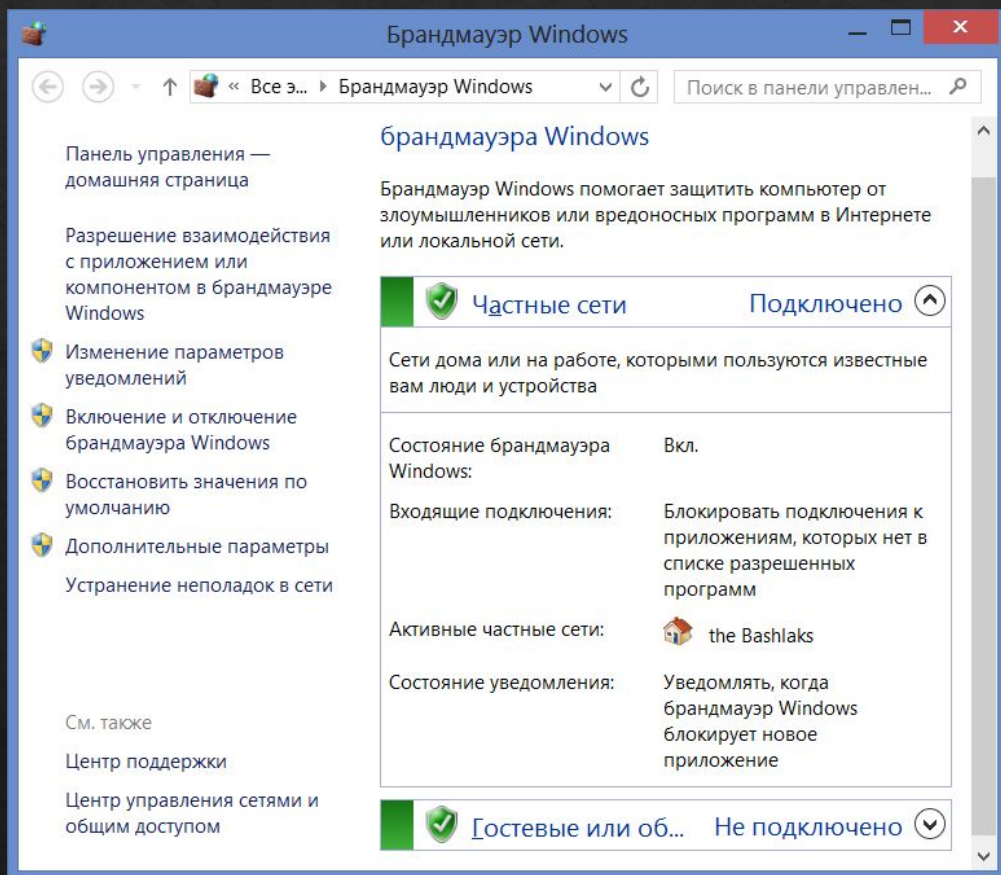 Брандмауэр Windows
« Все э... Брандмауэр Windows
Поиск в панели управлен...
Панель управления —
домашняя страница
Разрешение взаимодействия
с приложением или
компонентом в брандмауэре
Windows
Изменение параметров
уведомлений
Включение и отключение
брандмауэра Windows
Восстановить значения по
умолчанию
Дополнительные параметры
Устранение неполадок в сети
См. также
Центр поддержки
Центр управления сетями и
общим доступом
брандмауэра Windows
Брандмауэр Windows помогает защитить компьютер от
злоумышленников или вредоносных программ в Интернете
или локальной сети.
Частные сети Подключено
Сети дома или на работе, которыми пользуются известные
вам люди и устройства
Состояние брандмауэра
Windows:
Вкл.
Входящие подключения:
Блокировать подключения к
приложениям, которых нет в
списке разрешенных
программ
Активные частные сети:
the Bashlaks
Состояние уведомления:
Уведомлять, когда
брандмауэр Windows
блокирует новое
приложение
Гостевые или об... Не подключено